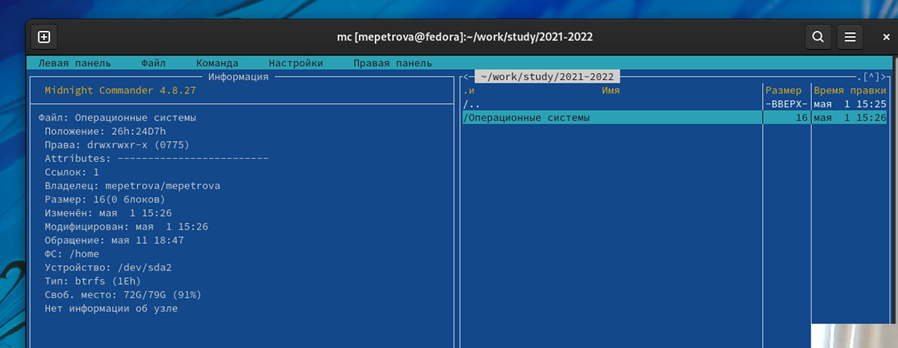 mc [mepetrova@fedora]:~/work/study/2021-2022
Левая панель Файл Команда Настройки Правая панель
Информация
Midnight Commander 4.8.27
Файл: Операционные системы
Положение: 26h:24D7h
Права: drwxrwxr-x (0775)
Attributes: -------------------------
Ссылок: 1
Владелец: mepetrova/mepetrova
Размер: 16(0 блоков)
Изменён: мая 1 15:26
Модифицирован: мая 1 15:26
Обращение: мая 11 18:47
ФС: /home
Устройство: /dev/sda2
Тип: btrfs (1Eh)
Своб. место: 72G/79G (91%)
Нет информации об узле
<— ~/work/study/2021-2022 .[^]>
.и Имя Размер Время правки
/.. -ВВЕРХ- мая 1 15:25
/Операционные системы 16 мая 1 15:26